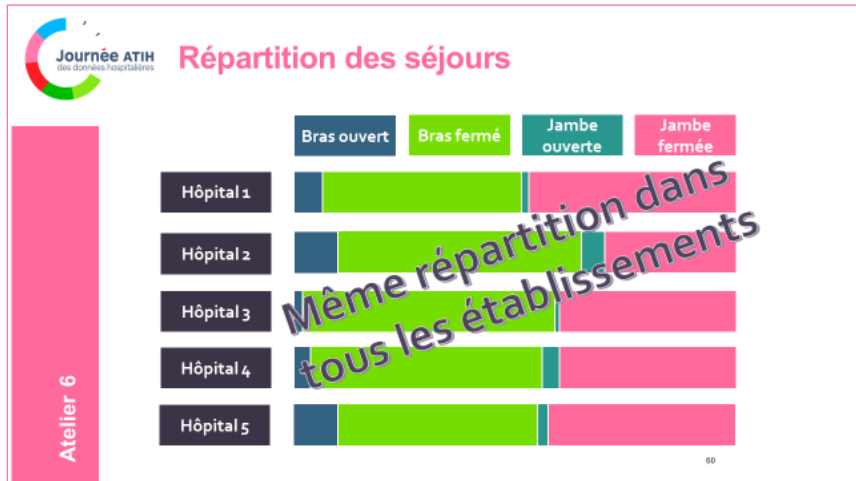 Journée ATIH
des données hospitalières
Répartition des séjours
Bras ouvert
Bras fermé
Jambe
ouverte
Jambe
fermée
Hôpital 1
Hôpital 2
Hôpital 3
Hôpital 4
Hôpital 5
Même répartition dans
tous les établissements
Atelier 6
60